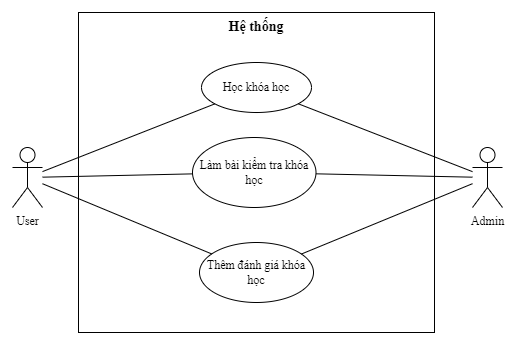 Hệ thống
Học khóa học
Làm bài kiểm tra khóa
học
Thêm đánh giá khóa
học
User
Admin